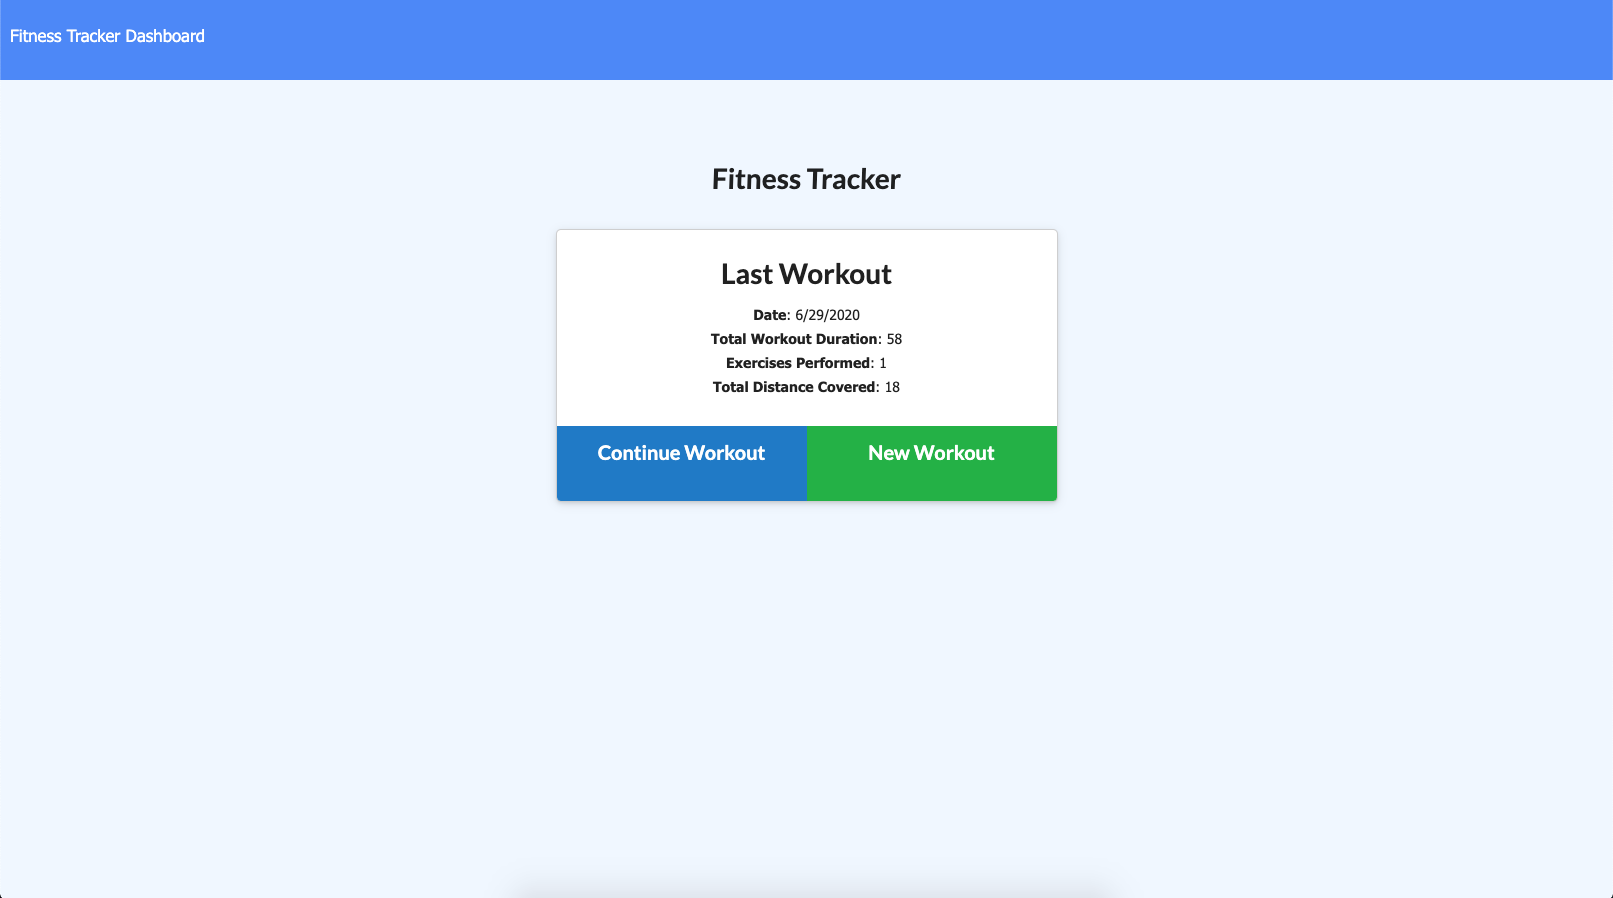 Fitness Tracker Dashboard
Fitness Tracker
Last Workout
Date: 6/29/2020
Total Workout Duration: 58
Exercises Performed: 1
Total Distance Covered: 18
Continue Workout
New Workout